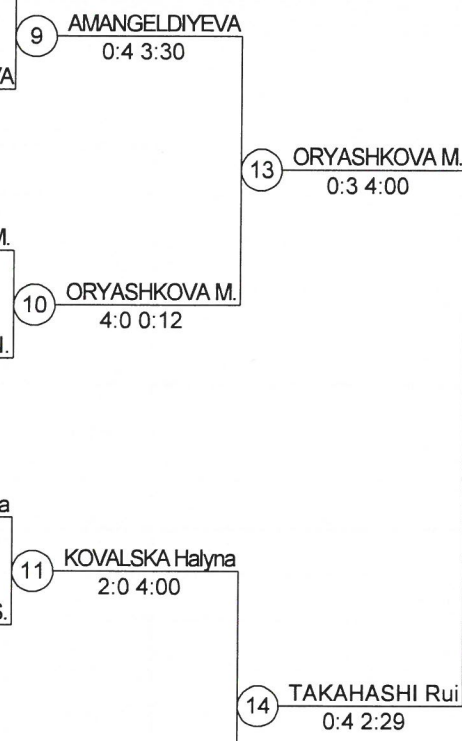 9
AMANGELDIYEVA
0:4 3:30
VA
13
ORYASHKOVA M.
0:3 4:00
M.
10
ORYASHKOVA M.
4:0 0:12
N.
a
11
KOVALSKA Halyna
2:0 4:00
S.
14
TAKAHASHI Rui
0:4 2:29